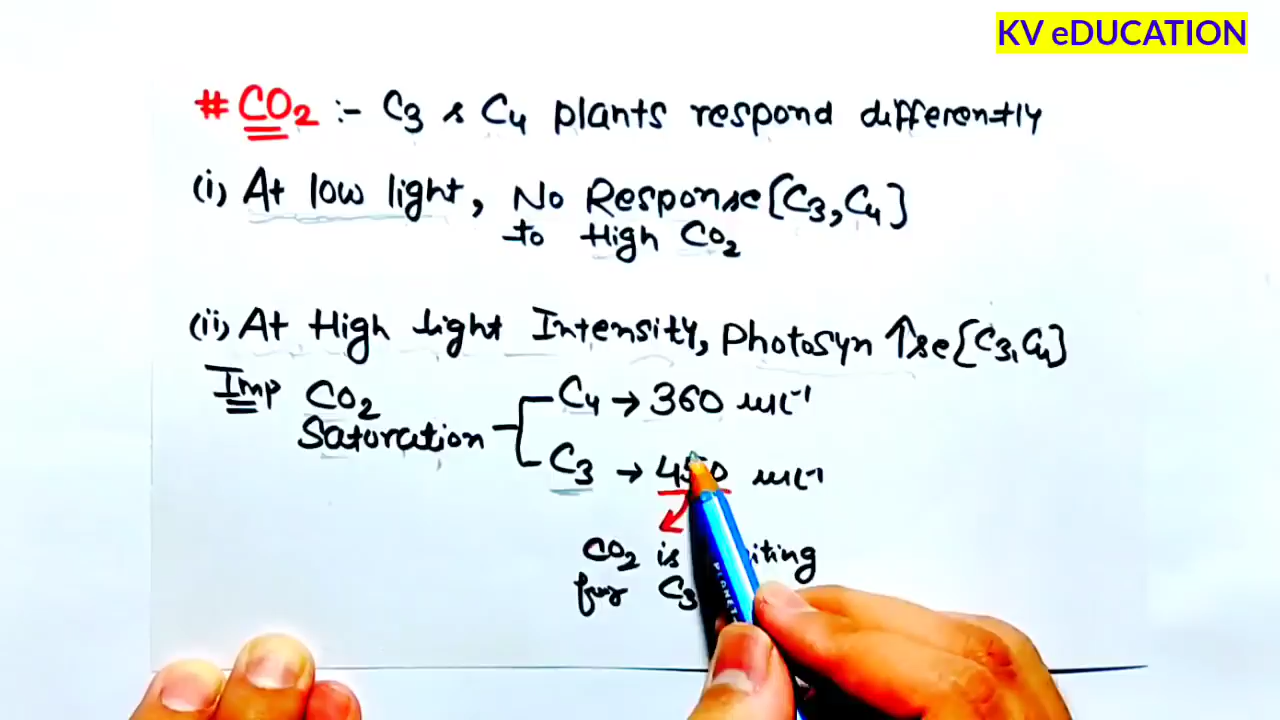 KV eDUCATION
# CO2 :- C3 & C4 plants respond differently
(i) At low light, No Response [C3, C4]
to High CO2
(ii) At High light Intensity, Photosyn ↑se [C3, C4]
Imp CO2
Saturation
C4 → 360 µlL⁻¹
C3 → 450 µlL⁻¹
CO2 is
for C3